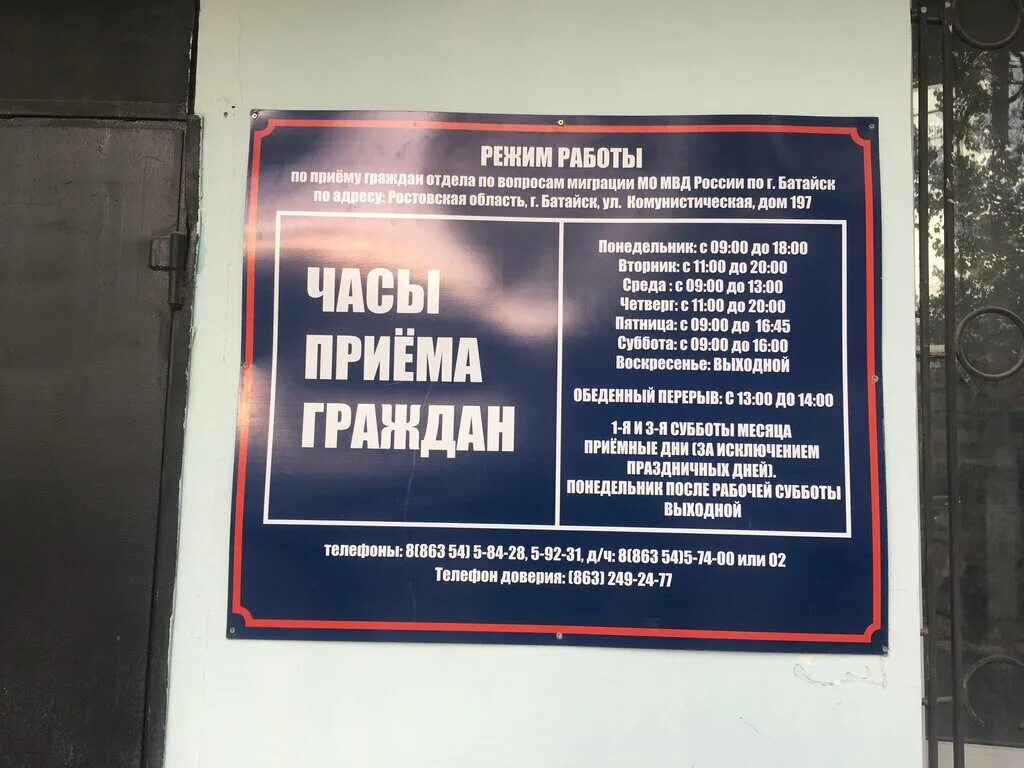 РЕЖИМ РАБОТЫ
по приёму граждан отдела по вопросам миграции МО МВД России по г. Батайск
по адресу: Ростовская область, г. Батайск, ул. Комунистическая, дом 197
ЧАСЫ
ПРИЁМА
ГРАЖДАН
Понедельник: с 09:00 до 18:00
Вторник: с 11:00 до 20:00
Среда : с 09:00 до 13:00
Четверг: с 11:00 до 20:00
Пятница: с 09:00 до 16:45
Суббота: с 09:00 до 16:00
Воскресенье: ВЫХОДНОЙ
ОБЕДЕННЫЙ ПЕРЕРЫВ: С 13:00 ДО 14:00
1-Я И 3-Я СУББОТЫ МЕСЯЦА
ПРИЁМНЫЕ ДНИ (ЗА ИСКЛЮЧЕНИЕМ
ПРАЗДНИЧНЫХ ДНЕЙ).
ПОНЕДЕЛЬНИК ПОСЛЕ РАБОЧЕЙ СУББОТЫ
ВЫХОДНОЙ
телефоны: 8(863 54) 5-84-28, 5-92-31, д/ч: 8(863 54)5-74-00 или 02
Телефон доверия: (863) 249-24-77